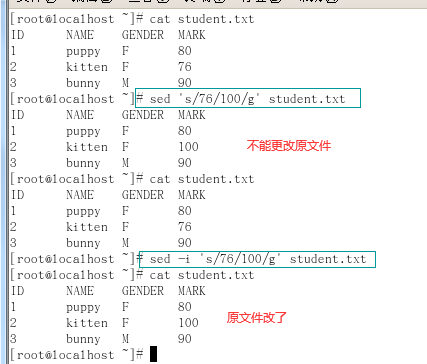 [root@localhost ~]# cat student.txt
ID NAME GENDER MARK
1 puppy F 80
2 kitten F 76
3 bunny M 90
[root@localhost ~]# sed 's/76/100/g' student.txt
ID NAME GENDER MARK
1 puppy F 80
2 kitten F 100 不能更改原文件
3 bunny M 90
[root@localhost ~]# cat student.txt
ID NAME GENDER MARK
1 puppy F 80
2 kitten F 76
3 bunny M 90
[root@localhost ~]# sed -i 's/76/100/g' student.txt
[root@localhost ~]# cat student.txt
ID NAME GENDER MARK
1 puppy F 80
2 kitten F 100 原文件改了
3 bunny M 90
[root@localhost ~]#